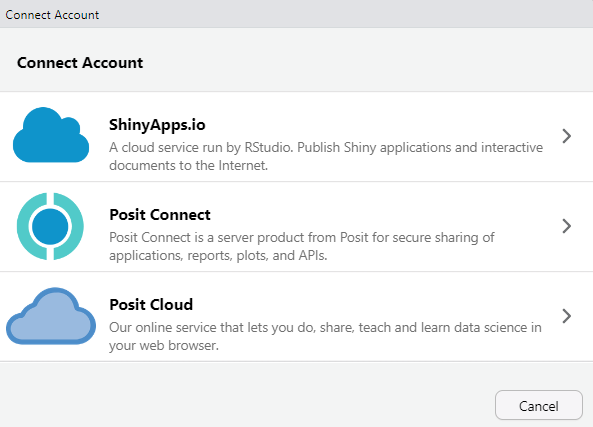 Connect Account
Connect Account
ShinyApps.io
A cloud service run by RStudio. Publish Shiny applications and interactive
documents to the Internet.
Posit Connect
Posit Connect is a server product from Posit for secure sharing of
applications, reports, plots, and APIs.
Posit Cloud
Our online service that lets you do, share, teach and learn data science in
your web browser.
Cancel